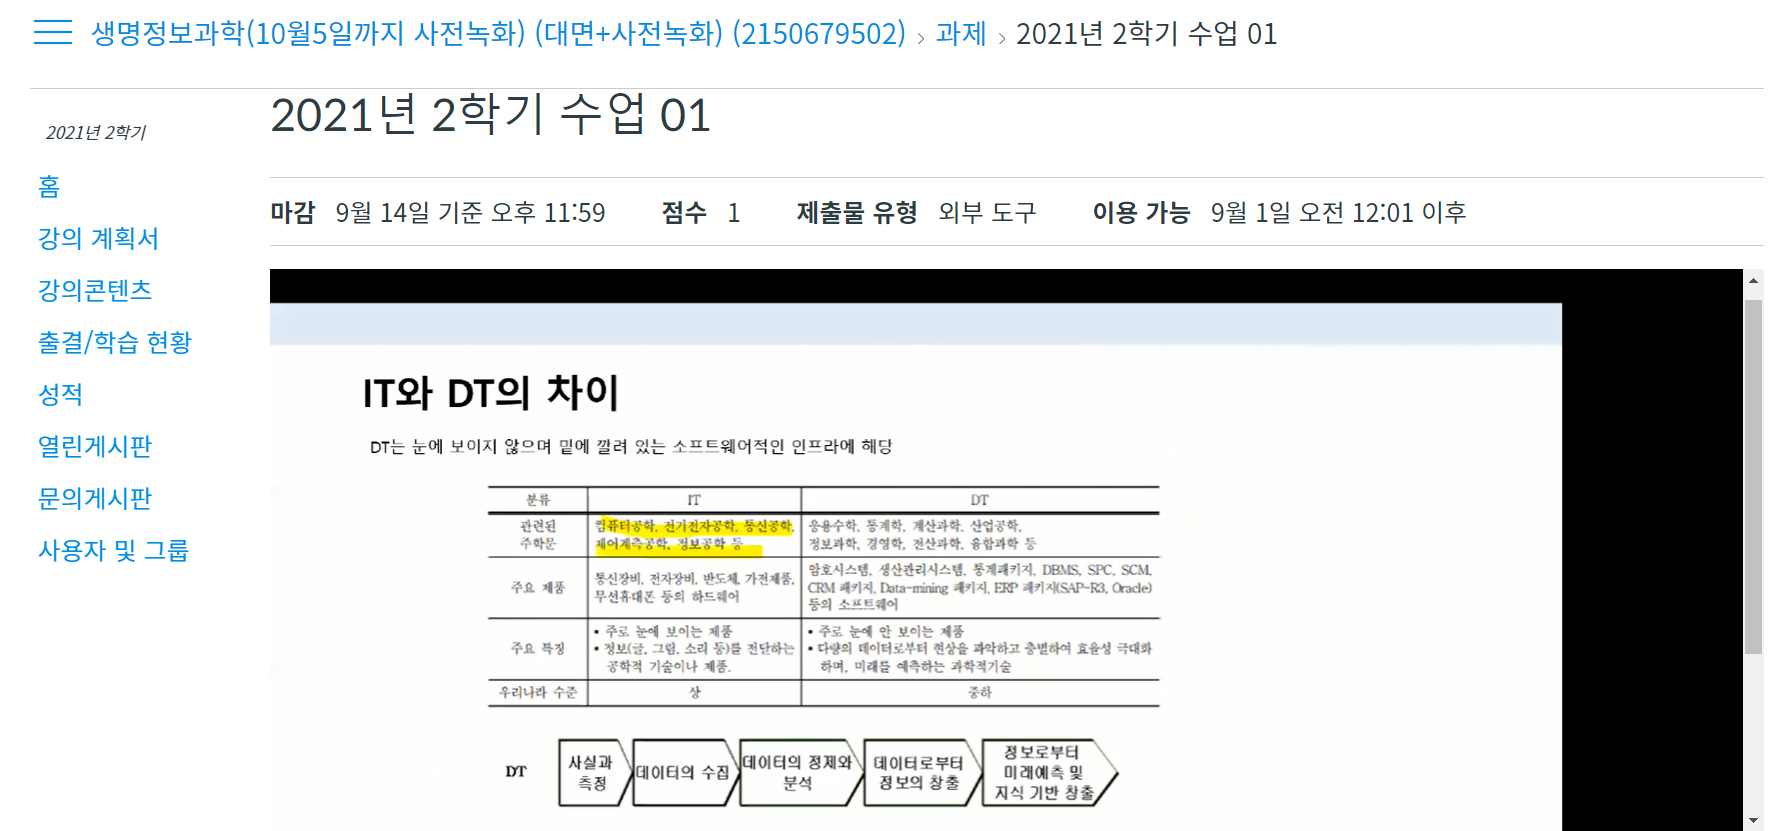 생명정보과학(10월5일까지 사전녹화) (대면+사전녹화) (2150679502) › 과제 › 2021년 2학기 수업 01
2021년 2학기
홈
강의 계획서
강의콘텐츠
출결/학습 현황
성적
열린게시판
문의게시판
사용자 및 그룹
2021년 2학기 수업 01
마감 9월 14일 기준 오후 11:59 점수 1 제출물 유형 외부 도구 이용 가능 9월 1일 오전 12:01 이후
IT와 DT의 차이
DT는 눈에 보이지 않으며 밑에 깔려 있는 소프트웨어적인 인프라에 해당
분류 IT DT
관련된
주학문
컴퓨터공학, 전기전자공학, 통신공학,
제어계측공학, 정보공학 등
응용수학, 통계학, 계산과학, 산업공학,
정보과학, 경영학, 전산과학, 융합과학 등
주요 제품
통신장비, 전자장비, 반도체, 가전제품,
무선휴대폰 등의 하드웨어
암호시스템, 생산관리시스템, 통계패키지, DBMS, SPC, SCM,
CRM 패키지, Data-mining 패키지, ERP 패키지(SAP-R3, Oracle)
등의 소프트웨어
주요 특징
• 주로 눈에 보이는 제품
• 정보(글, 그림, 소리 등)를 전달하는
공학적 기술이나 제품.
• 주로 눈에 안 보이는 제품
• 다량의 데이터로부터 현상을 파악하고 층별하여 효율성 극대화
하며, 미래를 예측하는 과학적기술
우리나라 수준 상 중하
DT
사실과
측정
데이터의 수집
데이터의 정제와
분석
데이터로부터
정보의 창출
정보로부터
미래예측 및
지식 기반 창출